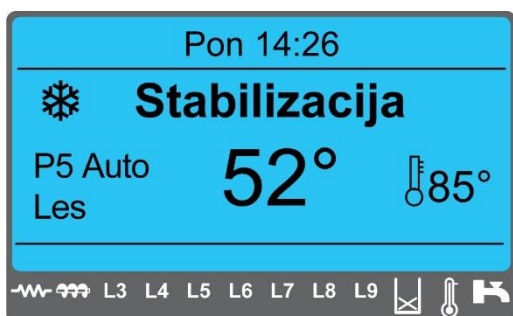 Pon 14:26
Stabilizacija
P5 Auto
52°
85°
Les
L3 L4 L5 L6 L7 L8 L9